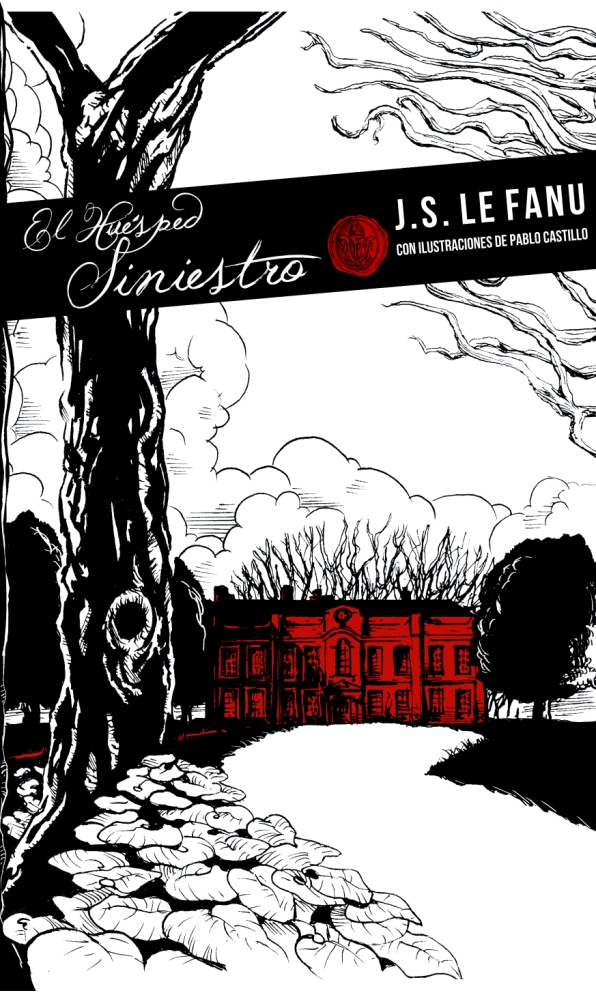 El Huésped
Siniestro
J.S. LE FANU
CON ILUSTRACIONES DE PABLO CASTILLO